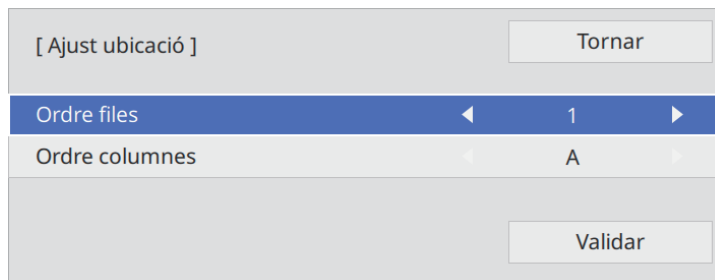 [ Ajust ubicació ]
Tornar
Ordre files
1
Ordre columnes
A
Validar